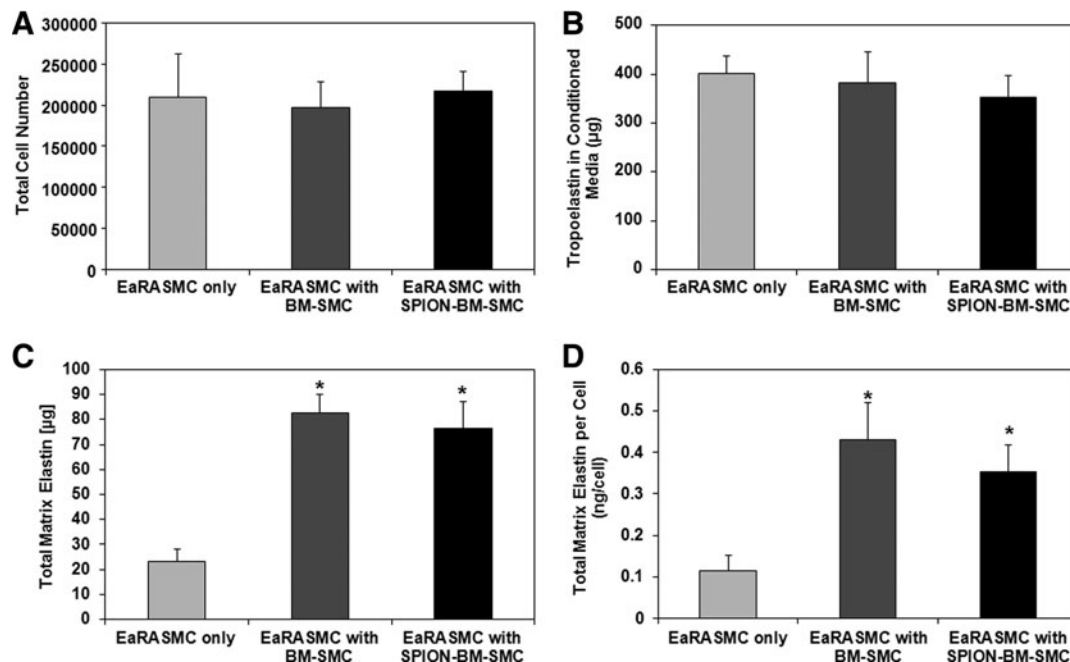 A
Total Cell Number
300000
250000
200000
150000
100000
50000
0
EaRASMC only
EaRASMC with
BM-SMC
EaRASMC with
SPION-BM-SMC
B
Tropoelastin in Conditioned
Media (µg)
500
400
300
200
100
0
EaRASMC only
EaRASMC with
BM-SMC
EaRASMC with
SPION-BM-SMC
C
Total Matrix Elastin [µg]
100
90
80
70
60
50
40
30
20
10
0
*
*
EaRASMC only
EaRASMC with
BM-SMC
EaRASMC with
SPION-BM-SMC
D
Total Matrix Elastin per Cell
(ng/cell)
0.6
0.5
0.4
0.3
0.2
0.1
0
*
*
EaRASMC only
EaRASMC with
BM-SMC
EaRASMC with
SPION-BM-SMC